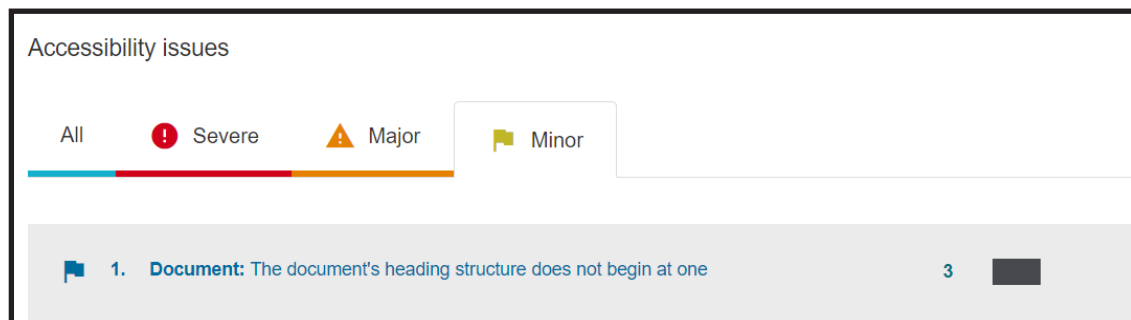 Accessibility issues
All Severe Major Minor
1. Document: The document's heading structure does not begin at one 3